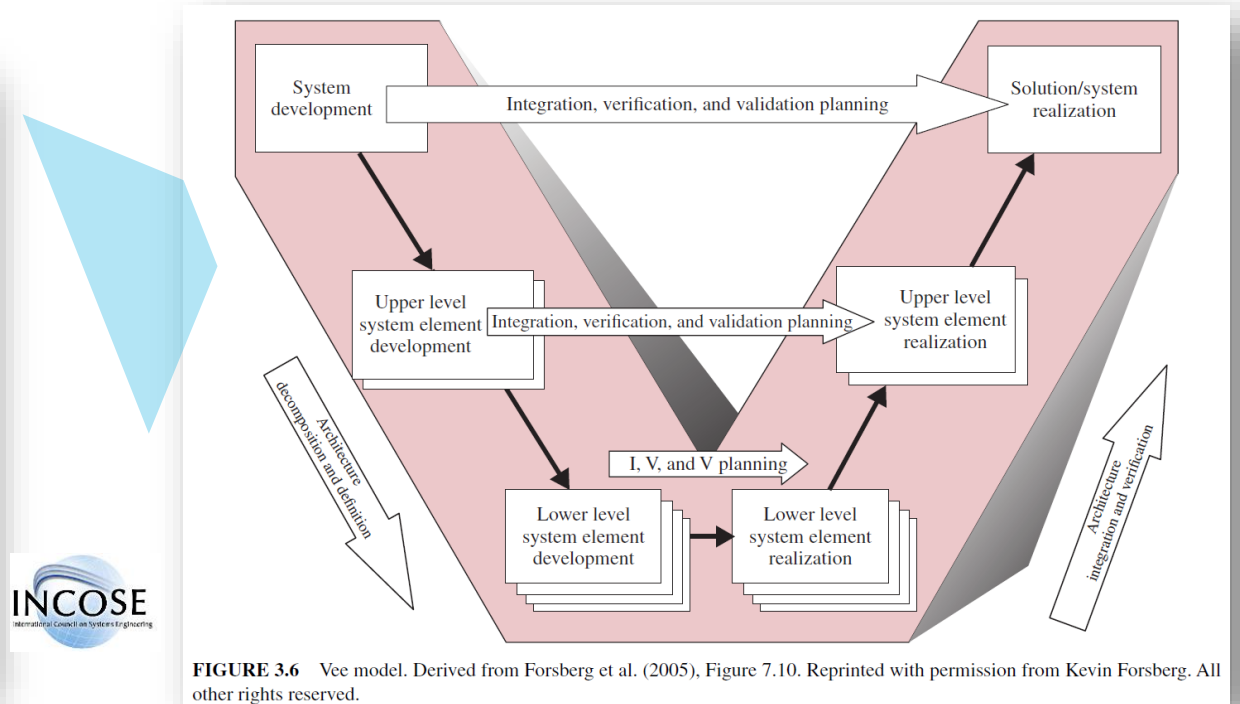 System
development
Integration, verification, and validation planning
Solution/system
realization
Upper level
system element
development
Integration, verification, and validation planning
Upper level
system element
realization
Architecture
decomposition and definition
I, V, and V planning
Architecture
integration and verification
Lower level
system element
development
Lower level
system element
realization
INCOSE
International Council on Systems Engineering
FIGURE 3.6 Vee model. Derived from Forsberg et al. (2005), Figure 7.10. Reprinted with permission from Kevin Forsberg. All
other rights reserved.